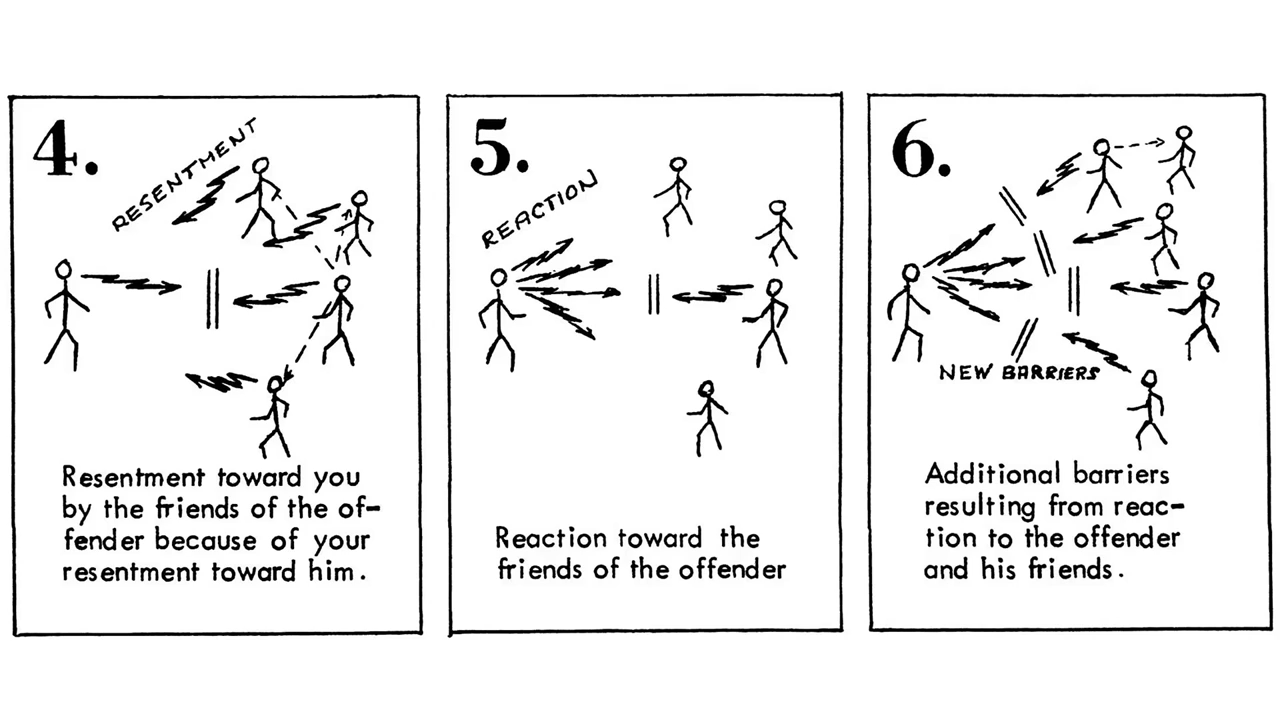 4.
RESENTMENT
Resentment toward you
by the friends of the of-
fender because of your
resentment toward him.
5.
REACTION
Reaction toward the
friends of the offender
6.
NEW BARRIERS
Additional barriers
resulting from reac-
tion to the offender
and his friends.